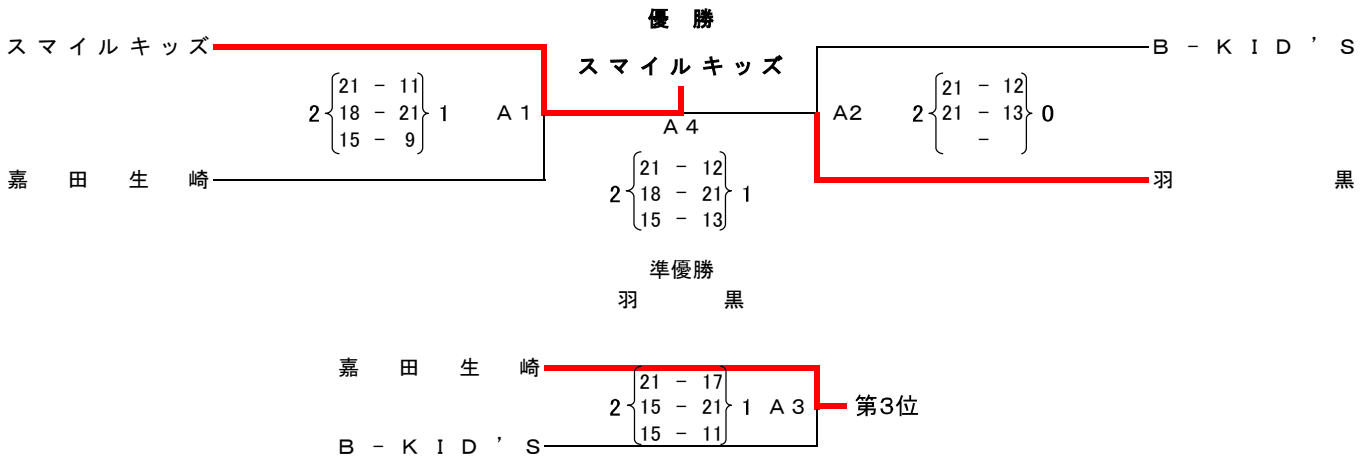 優 勝
スマイルキッズ
スマイルキッズ
B-KID'S
2 21 - 11 1
18 - 21
15 - 9
A1
A4
A2
2 21 - 12 0
21 - 13
-
嘉田生崎
2 21 - 12 1
18 - 21
15 - 13
羽黒
準優勝
羽黒
嘉田生崎
2 21 - 17 1
15 - 21
15 - 11
A3
第3位
B-KID'S